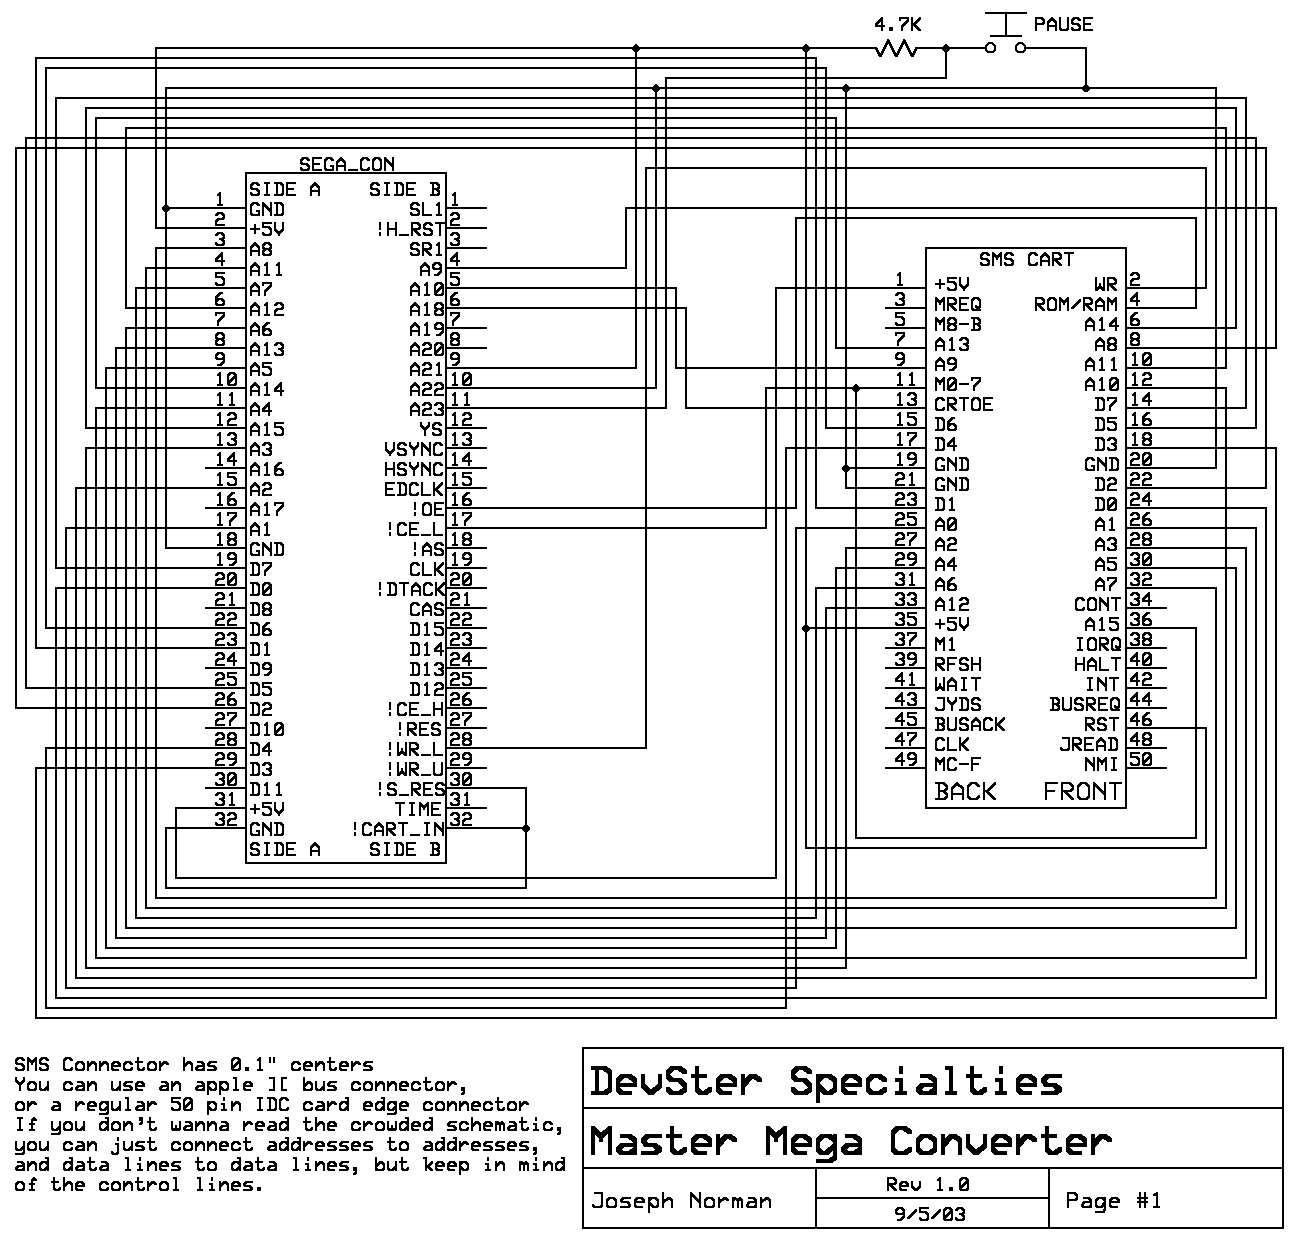 4.7K PAUSE
SEGA_CON
SIDE A SIDE B
1 GND SL1 1
2 +5V !H_RST 2
3 A8 SR1 3
4 A11 A9 4
5 A7 A10 5
6 A12 A18 6
7 A6 A19 7
8 A13 A20 8
9 A5 A21 9
10 A14 A22 10
11 A4 A23 11
12 A15 YS 12
13 A3 VSYNC 13
14 A16 HSYNC 14
15 A2 EDCLK 15
16 A17 !OE 16
17 A1 !CE_L 17
18 GND !AS 18
19 D7 CLK 19
20 D0 !DTACK 20
21 D8 CAS 21
22 D6 D15 22
23 D1 D14 23
24 D9 D13 24
25 D5 D12 25
26 D2 !CE_H 26
27 D10 !RES 27
28 D4 !WR_L 28
29 D3 !WR_U 29
30 D11 !S_RES 30
31 +5V TIME 31
32 GND !CART_IN 32
SIDE A SIDE B
SMS CART
1 +5V WR 2
3 MREQ ROM/RAM 4
5 M8-B A14 6
7 A13 A8 8
9 A9 A11 10
11 M0-7 A10 12
13 CRTOE D7 14
15 D6 D5 16
17 D4 D3 18
19 GND GND 20
21 GND D2 22
23 D1 D0 24
25 A0 A1 26
27 A2 A3 28
29 A4 A5 30
31 A6 A7 32
33 A12 CONT 34
35 +5V A15 36
37 M1 IORQ 38
39 RFSH HALT 40
41 WAIT INT 42
43 JYDS BUSREQ 44
45 BUSACK RST 46
47 CLK JREAD 48
49 MC-F NMI 50
BACK FRONT
SMS Connector has 0.1" centers
You can use an apple ][ bus connector,
or a regular 50 pin IDC card edge connector
If you don't wanna read the crowded schematic,
you can just connect addresses to addresses,
and data lines to data lines, but keep in mind
of the control lines.
DevSter Specialties
Master Mega Converter
Joseph Norman
Rev 1.0
9/5/03
Page #1